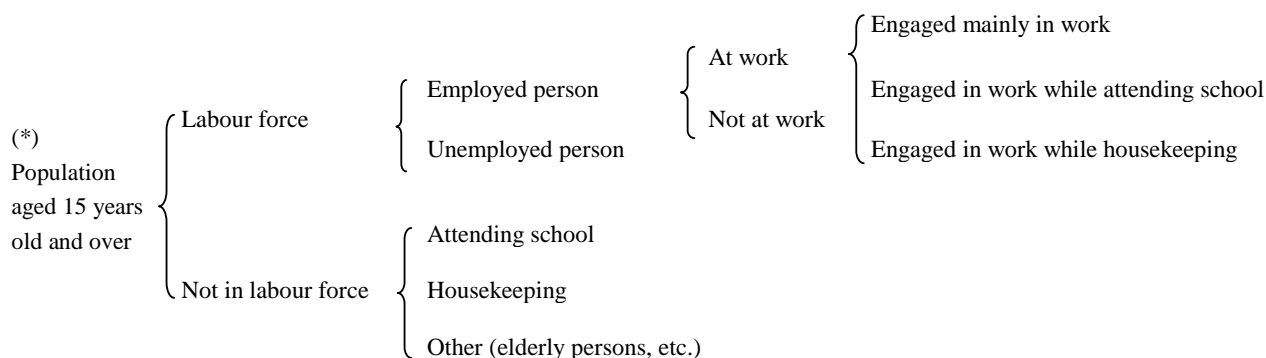 (*)
Population
aged 15 years
old and over
Labour force
Employed person
At work
Engaged mainly in work
Engaged in work while attending school
Engaged in work while housekeeping
Not at work
Unemployed person
Not in labour force
Attending school
Housekeeping
Other (elderly persons, etc.)